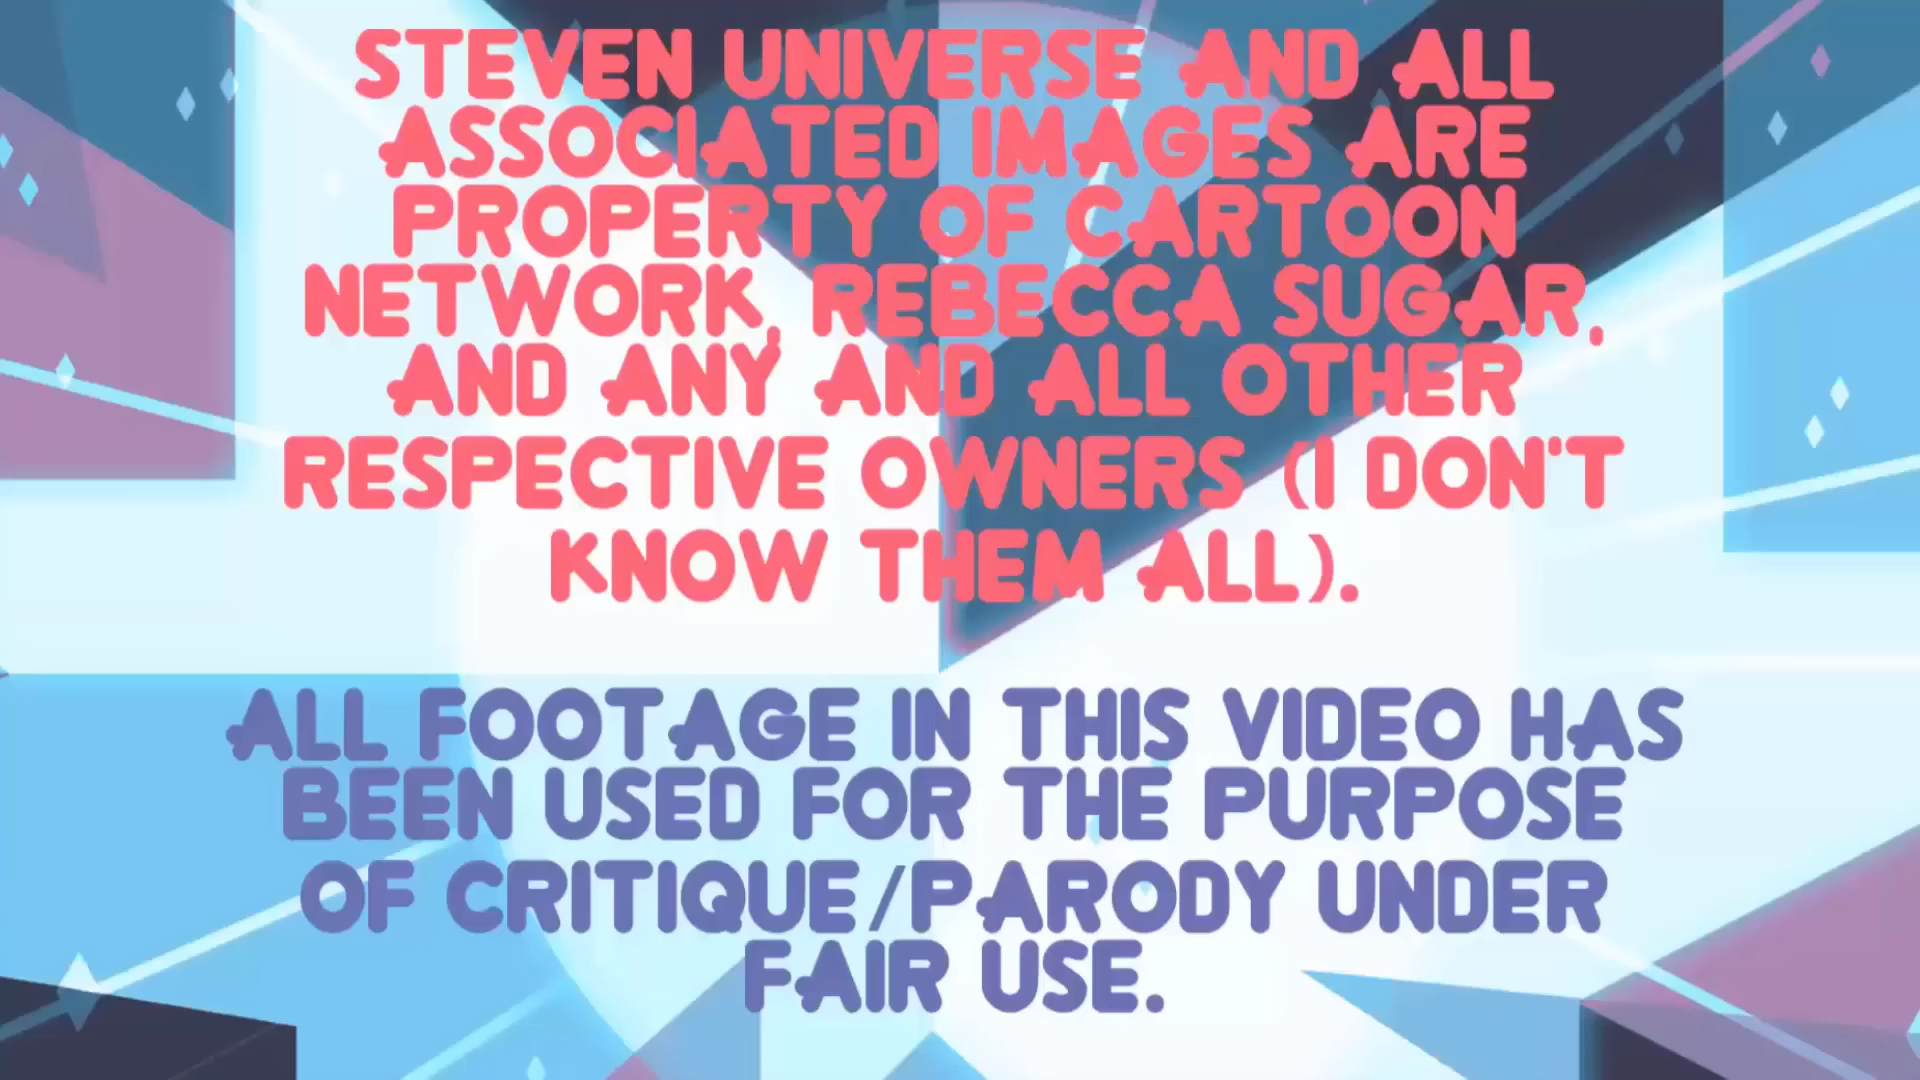 STEVEN UNIVERSE AND ALL
ASSOCIATED IMAGES ARE
PROPERTY OF CARTOON
NETWORK, REBECCA SUGAR,
AND ANY AND ALL OTHER
RESPECTIVE OWNERS (I DON'T
KNOW THEM ALL).
ALL FOOTAGE IN THIS VIDEO HAS
BEEN USED FOR THE PURPOSE
OF CRITIQUE/PARODY UNDER
FAIR USE.